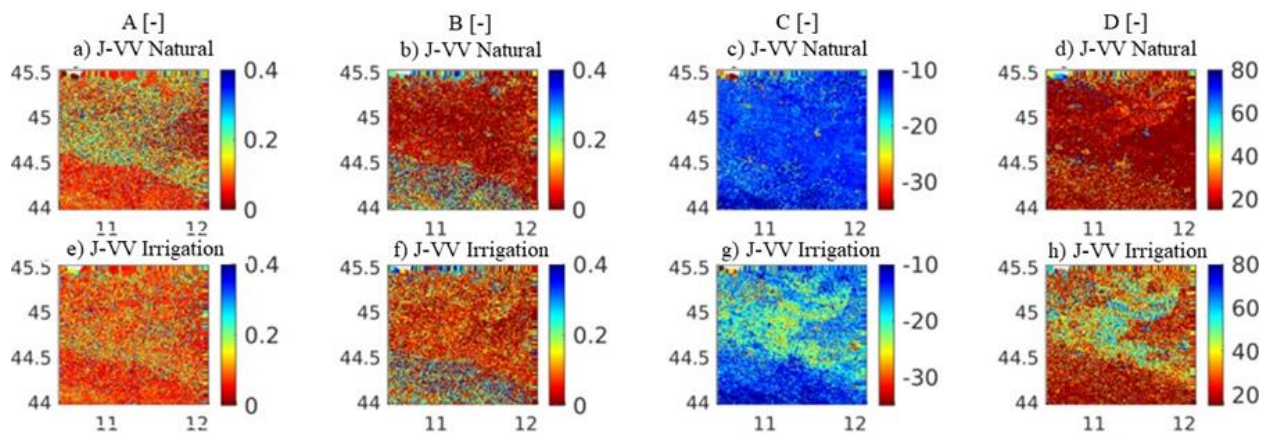 A [-] B [-] C [-] D [-]
a) J-VV Natural b) J-VV Natural c) J-VV Natural d) J-VV Natural
45.5 0.4 45.5 0.4 45.5 -10 45.5 80
45 45 45 45 60
0.2 0.2 -20
44.5 44.5 44.5 44.5 40
-30
44 0 44 0 44 44 20
11 12 11 12 11 12 11 12
e) J-VV Irrigation f) J-VV Irrigation g) J-VV Irrigation h) J-VV Irrigation
45.5 0.4 45.5 0.4 45.5 -10 45.5 80
45 45 45 45 60
0.2 0.2 -20
44.5 44.5 44.5 44.5 40
-30
44 0 44 0 44 44 20
11 12 11 12 11 12 11 12